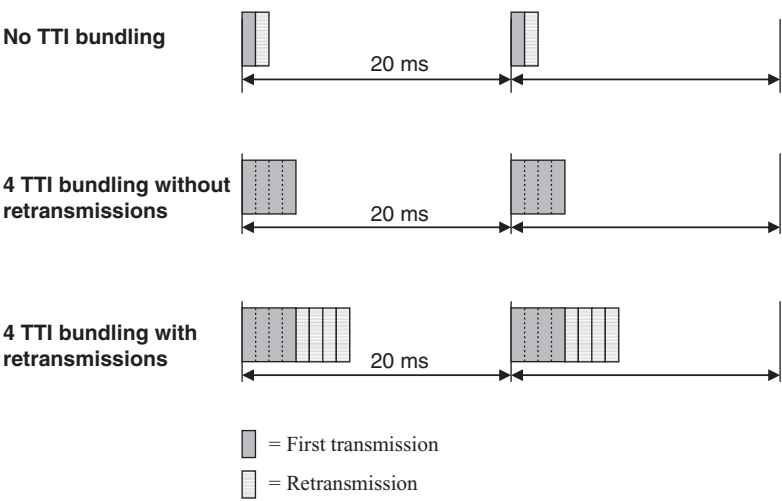 No TTI bundling
20 ms
4 TTI bundling without
retransmissions
20 ms
4 TTI bundling with
retransmissions
20 ms
= First transmission
= Retransmission